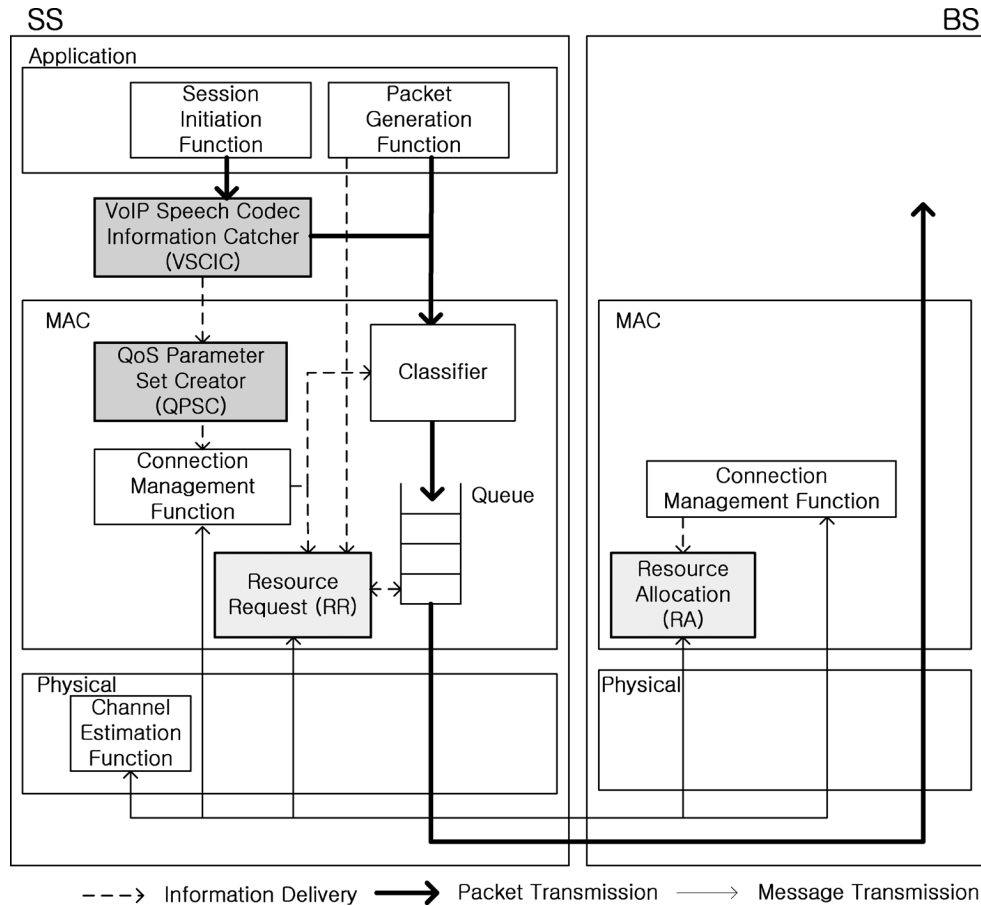 SS
BS
Application
Session
Initiation
Function
Packet
Generation
Function
VoIP Speech Codec
Information Catcher
(VSCIC)
MAC
QoS Parameter
Set Creator
(QPSC)
Classifier
Connection
Management
Function
Queue
Resource
Request (RR)
Physical
Channel
Estimation
Function
MAC
Connection
Management Function
Resource
Allocation
(RA)
Physical
Information Delivery
Packet Transmission
Message Transmission